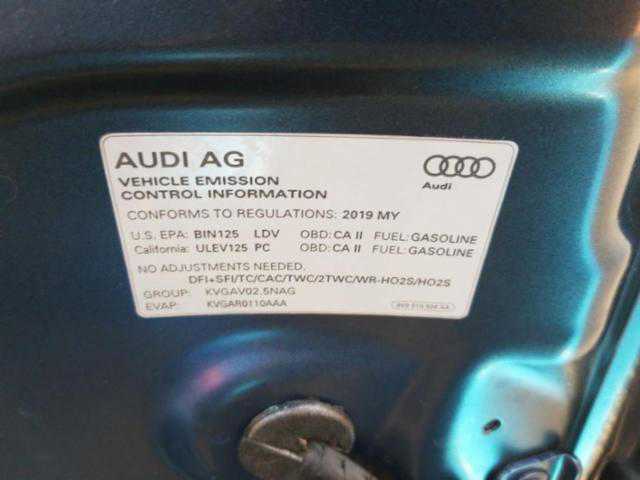 AUDI AG
Audi
VEHICLE EMISSION
CONTROL INFORMATION
CONFORMS TO REGULATIONS: 2019 MY
U.S. EPA: BIN125 LDV OBD: CA II FUEL: GASOLINE
California: ULEV125 PC OBD: CA II FUEL: GASOLINE
NO ADJUSTMENTS NEEDED.
DFI+SFI/TC/CAC/TWC/2TWC/WR-HO2S/HO2S
GROUP: KVGAV02.5NAG
EVAP: KVGAR0110AAA